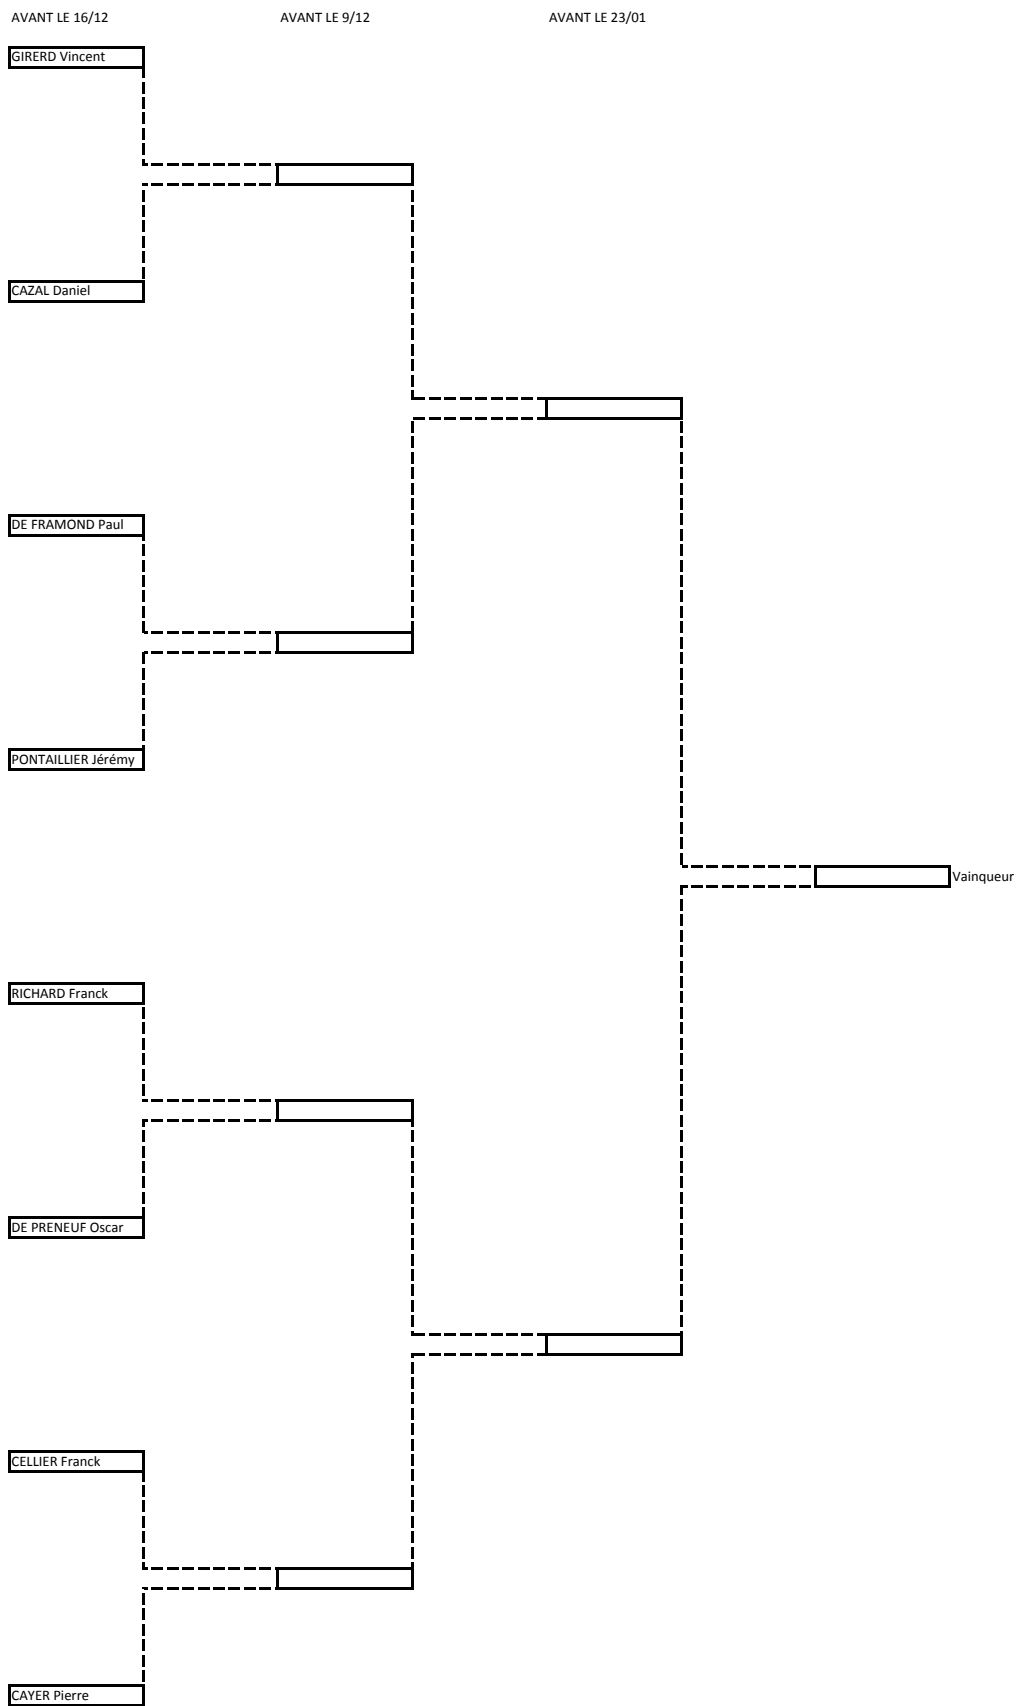 AVANT LE 16/12
AVANT LE 9/12
AVANT LE 23/01
GIRERD Vincent
CAZAL Daniel
DE FRAMOND Paul
PONTAILLIER Jérémy
Vainqueur
RICHARD Franck
DE PRENEUF Oscar
CELLIER Franck
CAYER Pierre